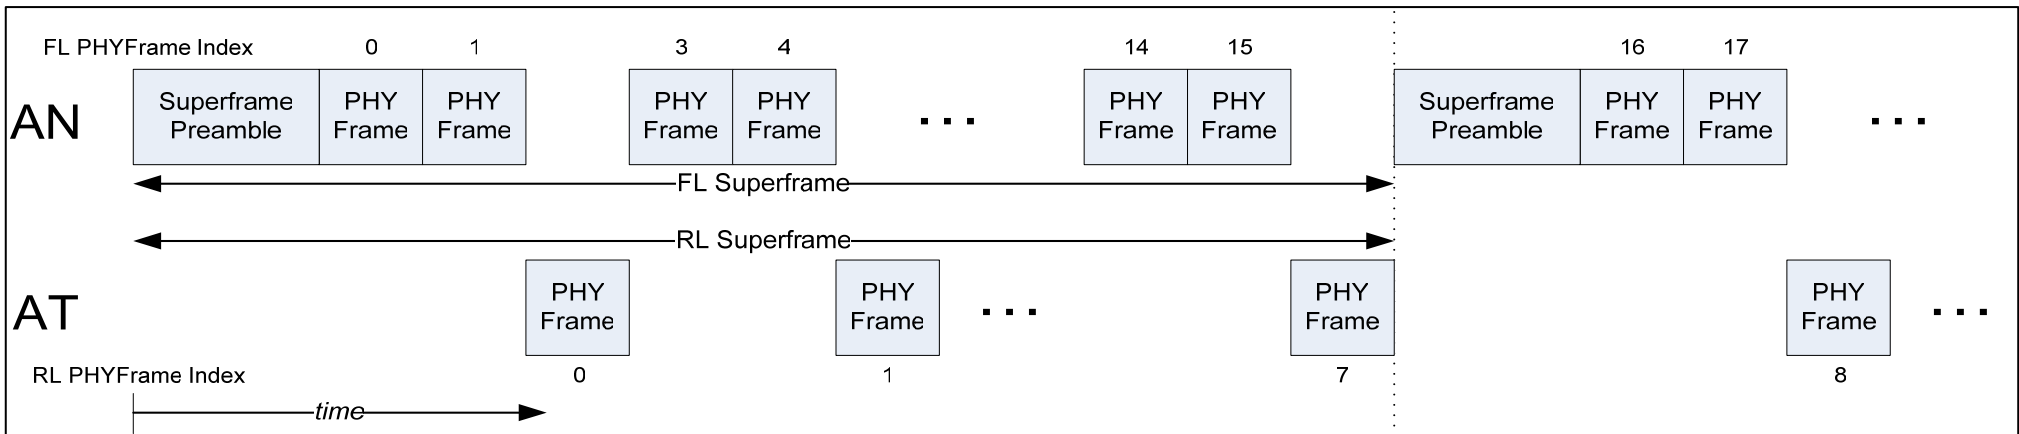 FL PHYFrame Index 0 1 3 4 14 15 16 17
AN
Superframe Preamble
PHY Frame
PHY Frame
PHY Frame
PHY Frame
...
PHY Frame
PHY Frame
Superframe Preamble
PHY Frame
PHY Frame
...
FL Superframe
RL Superframe
AT
PHY Frame
PHY Frame
...
PHY Frame
PHY Frame
...
RL PHYFrame Index 0 1 7 8
time